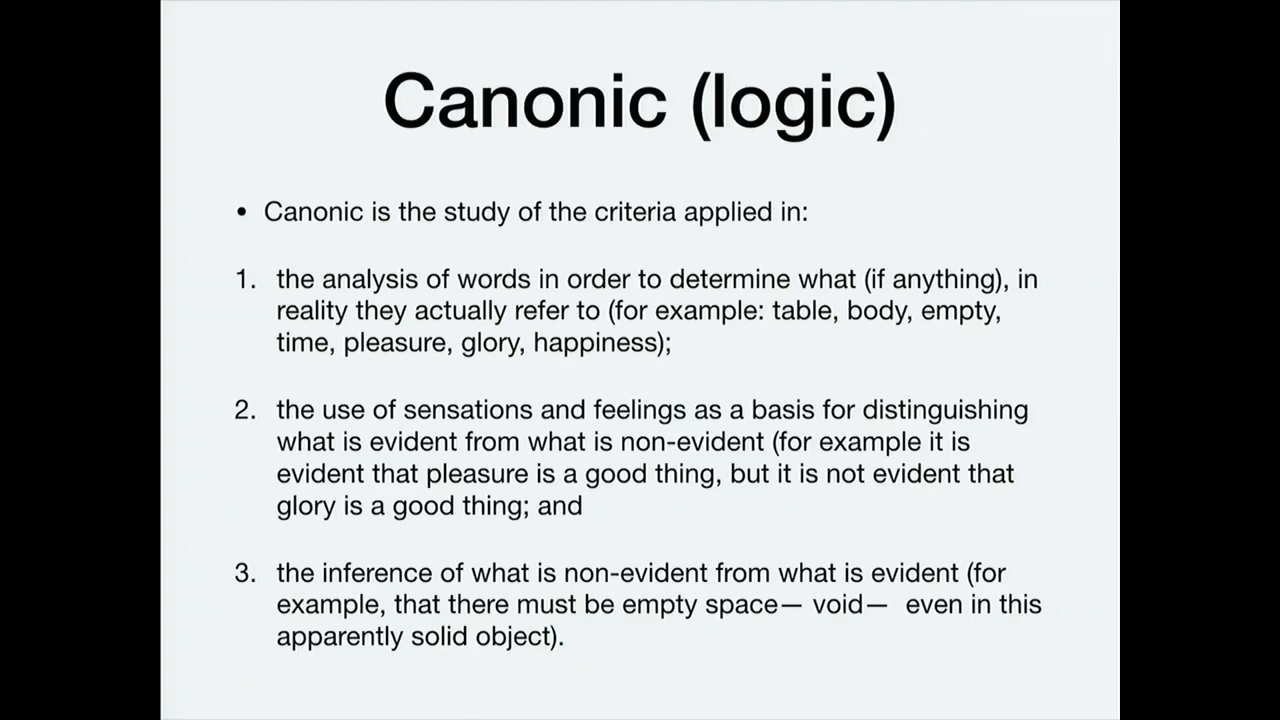 Canonic (logic)
• Canonic is the study of the criteria applied in:
1. the analysis of words in order to determine what (if anything), in
reality they actually refer to (for example: table, body, empty,
time, pleasure, glory, happiness);
2. the use of sensations and feelings as a basis for distinguishing
what is evident from what is non-evident (for example it is
evident that pleasure is a good thing, but it is not evident that
glory is a good thing; and
3. the inference of what is non-evident from what is evident (for
example, that there must be empty space— void— even in this
apparently solid object).